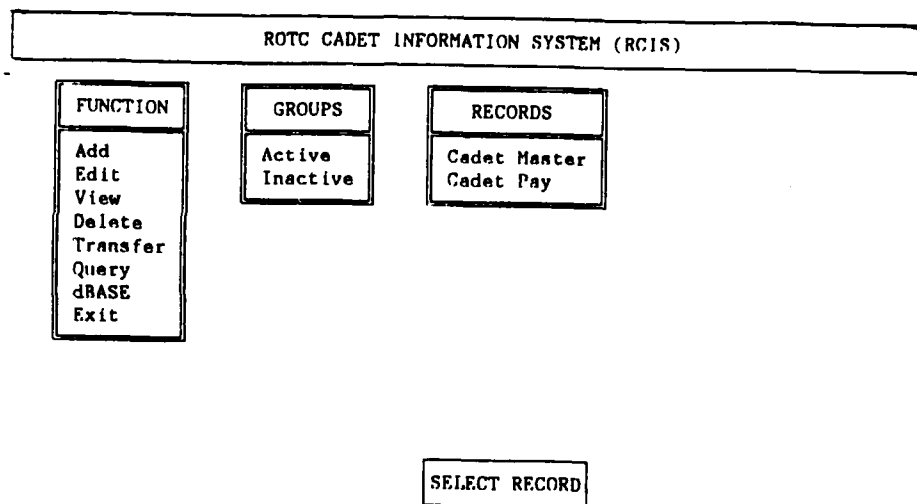 ROTC CADET INFORMATION SYSTEM (RCIS)
FUNCTION
Add
Edit
View
Delete
Transfer
Query
dBASE
Exit
GROUPS
Active
Inactive
RECORDS
Cadet Master
Cadet Pay
SELECT RECORD